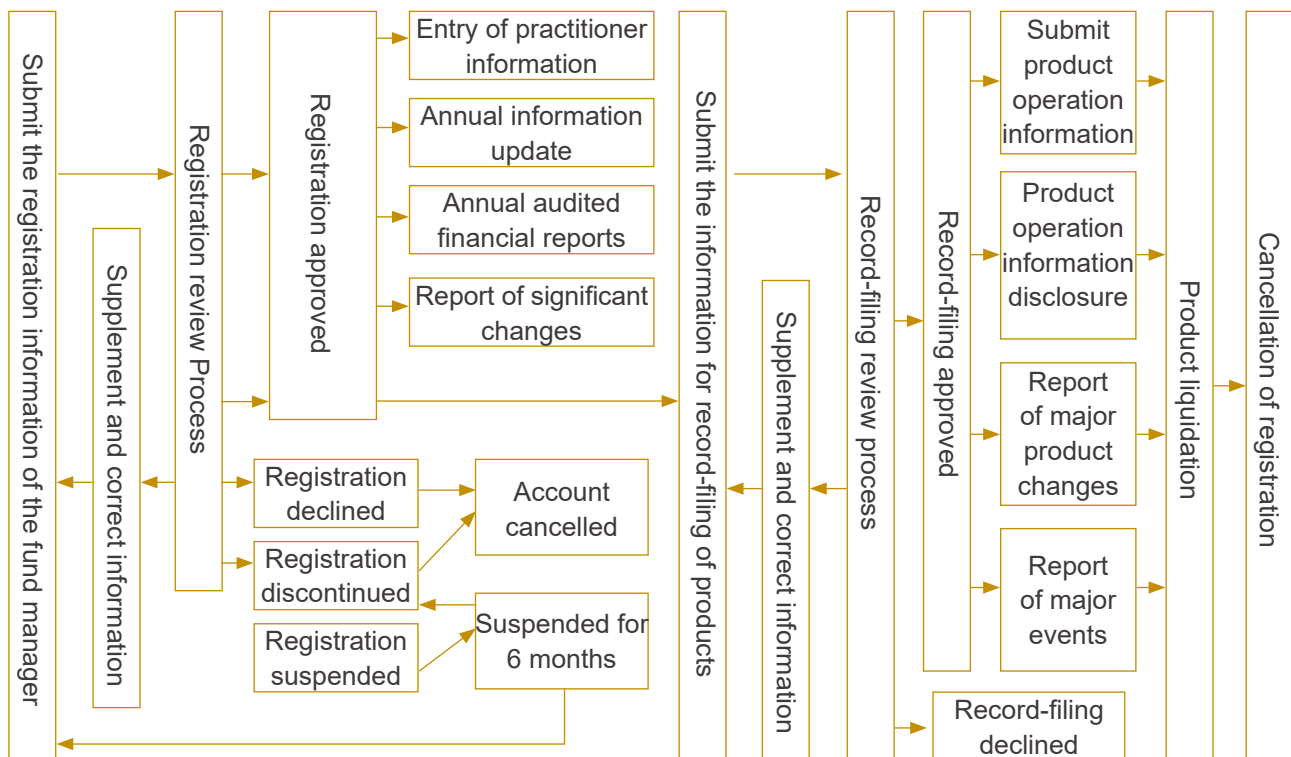 Submit the registration information of the fund manager
Supplement and correct information
Registration review Process
Registration approved
Entry of practitioner
information
Annual information
update
Annual audited
financial reports
Report of significant
changes
Registration
declined
Registration
discontinued
Registration
suspended
Account
cancelled
Suspended for
6 months
Submit the information for record-filing of products
Supplement and correct information
Record-filing review process
Record-filing approved
Record-filing
declined
Submit
product
operation
information
Product
operation
information
disclosure
Report
of major
product
changes
Report
of major
events
Product liquidation
Cancellation of registration